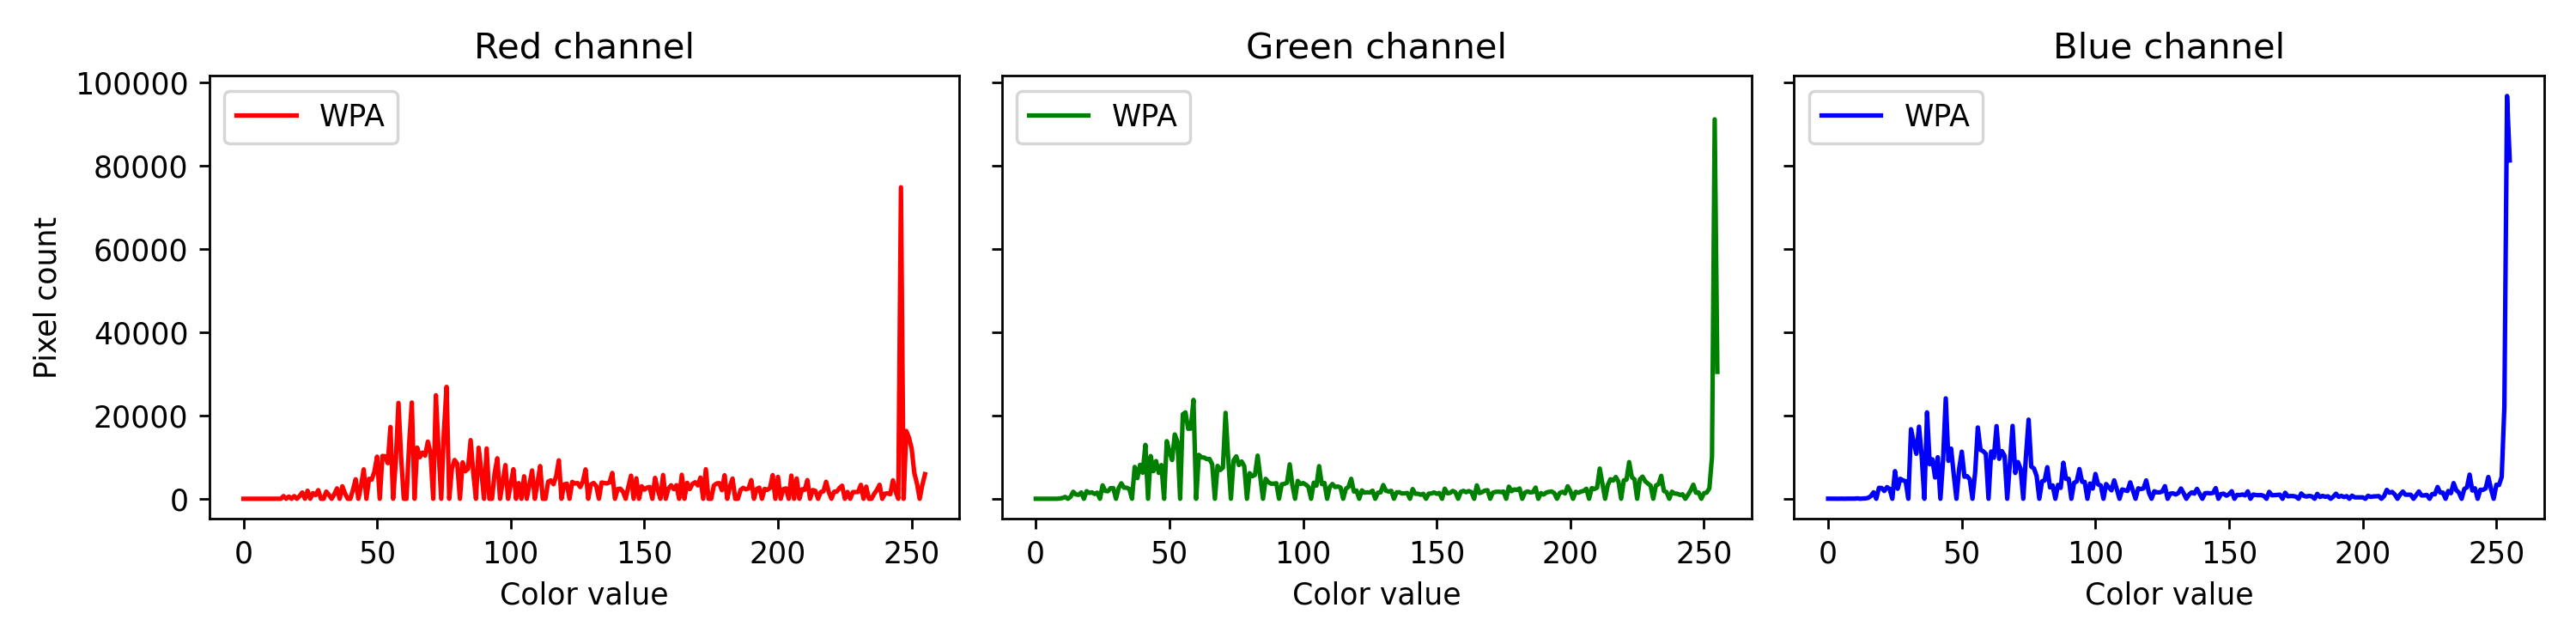 Red channel
Green channel
Blue channel
WPA
WPA
WPA
Pixel count
100000
80000
60000
40000
20000
0
0 50 100 150 200 250
0 50 100 150 200 250
0 50 100 150 200 250
Color value
Color value
Color value